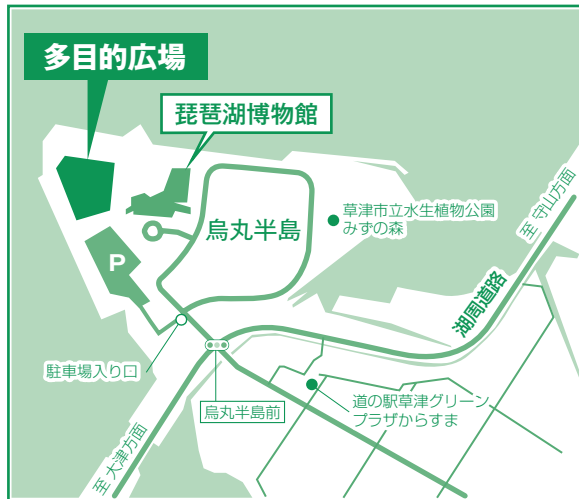 多目的広場
琵琶湖博物館
烏丸半島
草津市立水生植物公園
みずの森
至 守山方面
P
湖周道路
駐車場入り口
烏丸半島前
道の駅草津グリーン
プラザからすま
至 大津方面